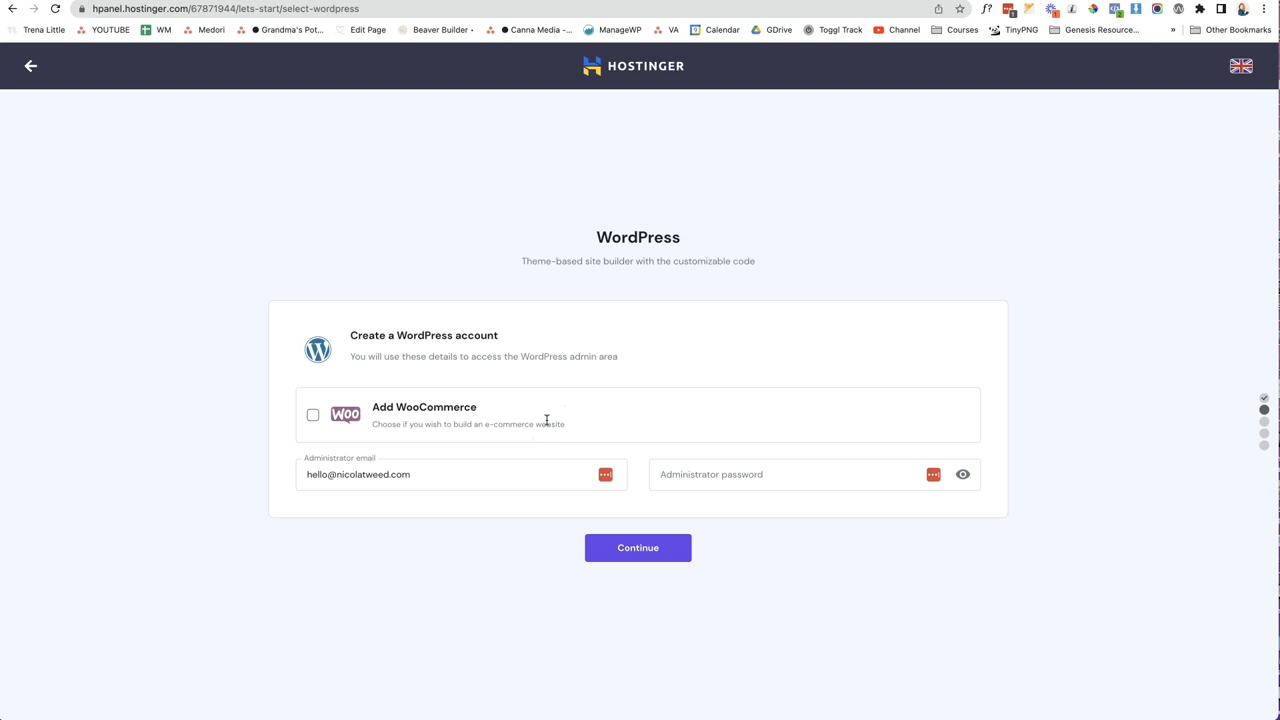 hpanel.hostinger.com/67871944/lets-start/select-wordpress
Trena Little YOUTUBE WM Medori Grandma's Pot... Edit Page Beaver Builder Canna Media -... ManageWP VA Calendar GDrive Toggl Track Channel Courses TinyPNG Genesis Resource... » Other Bookmarks
HOSTINGER
WordPress
Theme-based site builder with the customizable code
Create a WordPress account
You will use these details to access the WordPress admin area
WOO
Add WooCommerce
Choose if you wish to build an e-commerce website
Administrator email
hello@nicolatweed.com
Administrator password
Continue